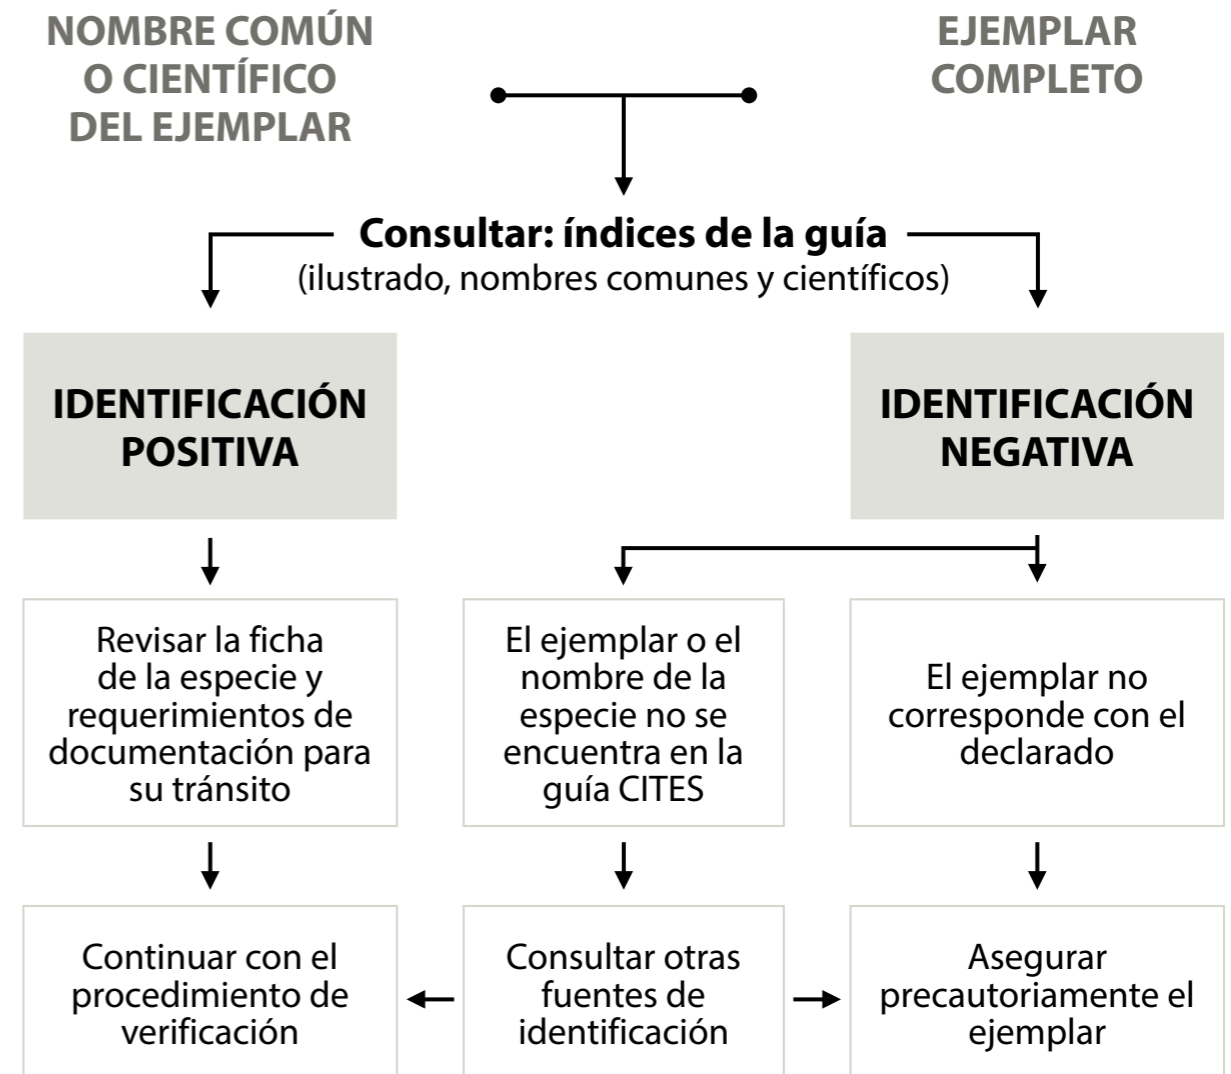 NOMBRE COMÚN
O CIENTÍFICO
DEL EJEMPLAR
EJEMPLAR
COMPLETO
Consultar: índices de la guía
(ilustrado, nombres comunes y científicos)
IDENTIFICACIÓN
POSITIVA
IDENTIFICACIÓN
NEGATIVA
Revisar la ficha
de la especie y
requerimientos de
documentación para
su tránsito
El ejemplar o el
nombre de la
especie no se
encuentra en la
guía CITES
El ejemplar no
corresponde con el
declarado
Continuar con el
procedimiento de
verificación
Consultar otras
fuentes de
identificación
Asegurar
precautoriamente el
ejemplar